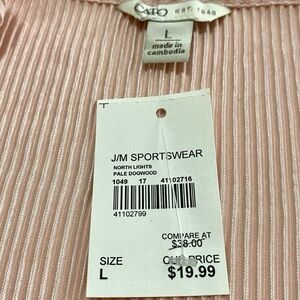 CATO EST. 1946
L
made in
cambodia
J/M SPORTSWEAR
NORTH LIGHTS
PALE DOGWOOD
1049 17 41102716
41102799
COMPARE AT
$38.00
SIZE OUR PRICE
L $19.99